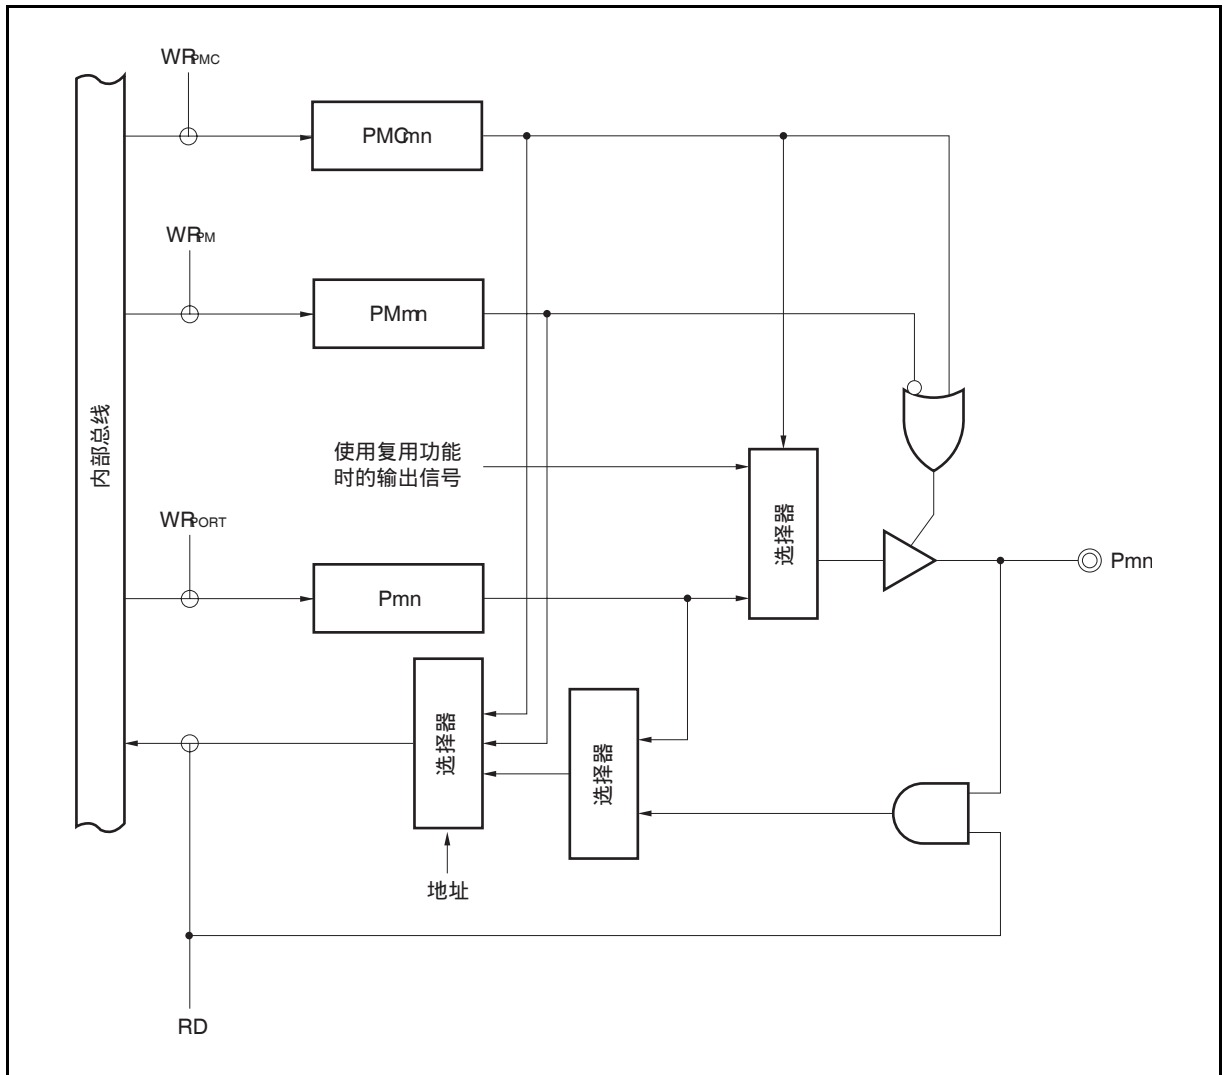 WRPMC
PMCmn
WRPM
PMmn
内部总线
使用复用功能
时的输出信号
选择器
WRPORT
Pmn
Pmn
选择器
选择器
地址
RD